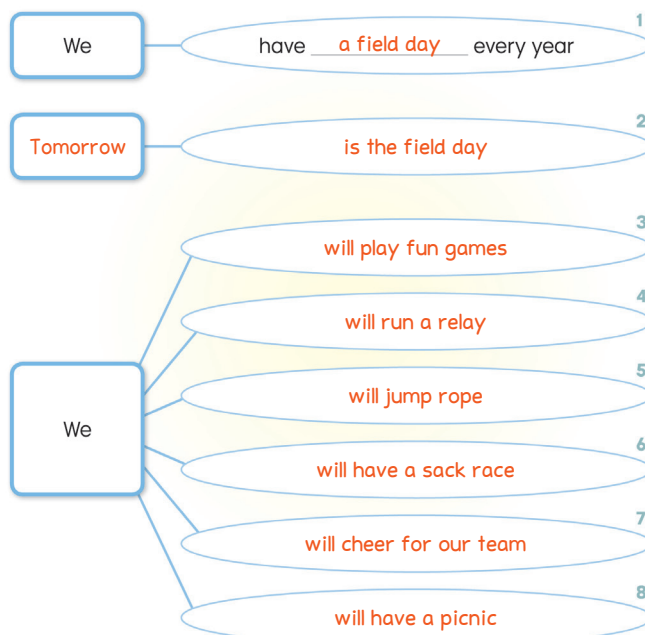 1
We have a field day every year
2
Tomorrow is the field day
3
will play fun games
4
will run a relay
5
will jump rope
We
6
will have a sack race
7
will cheer for our team
8
will have a picnic